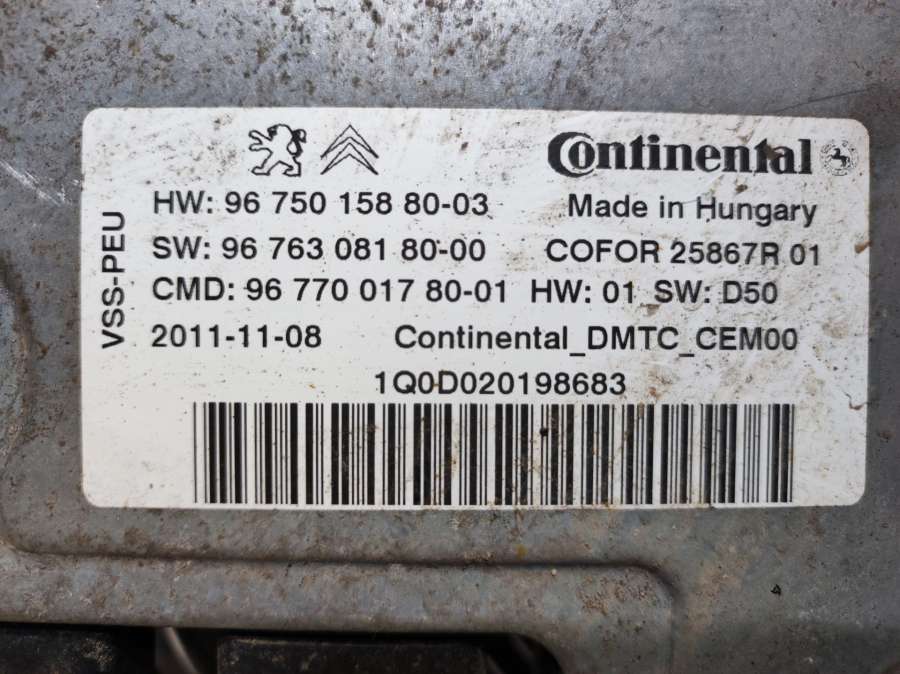 Continental
HW: 96 750 158 80-03 Made in Hungary
SW: 96 763 081 80-00 COFOR 25867R 01
CMD: 96 770 017 80-01 HW: 01 SW: D50
2011-11-08 Continental_DMTC_CEM00
1Q0D020198683
VSS-PEU